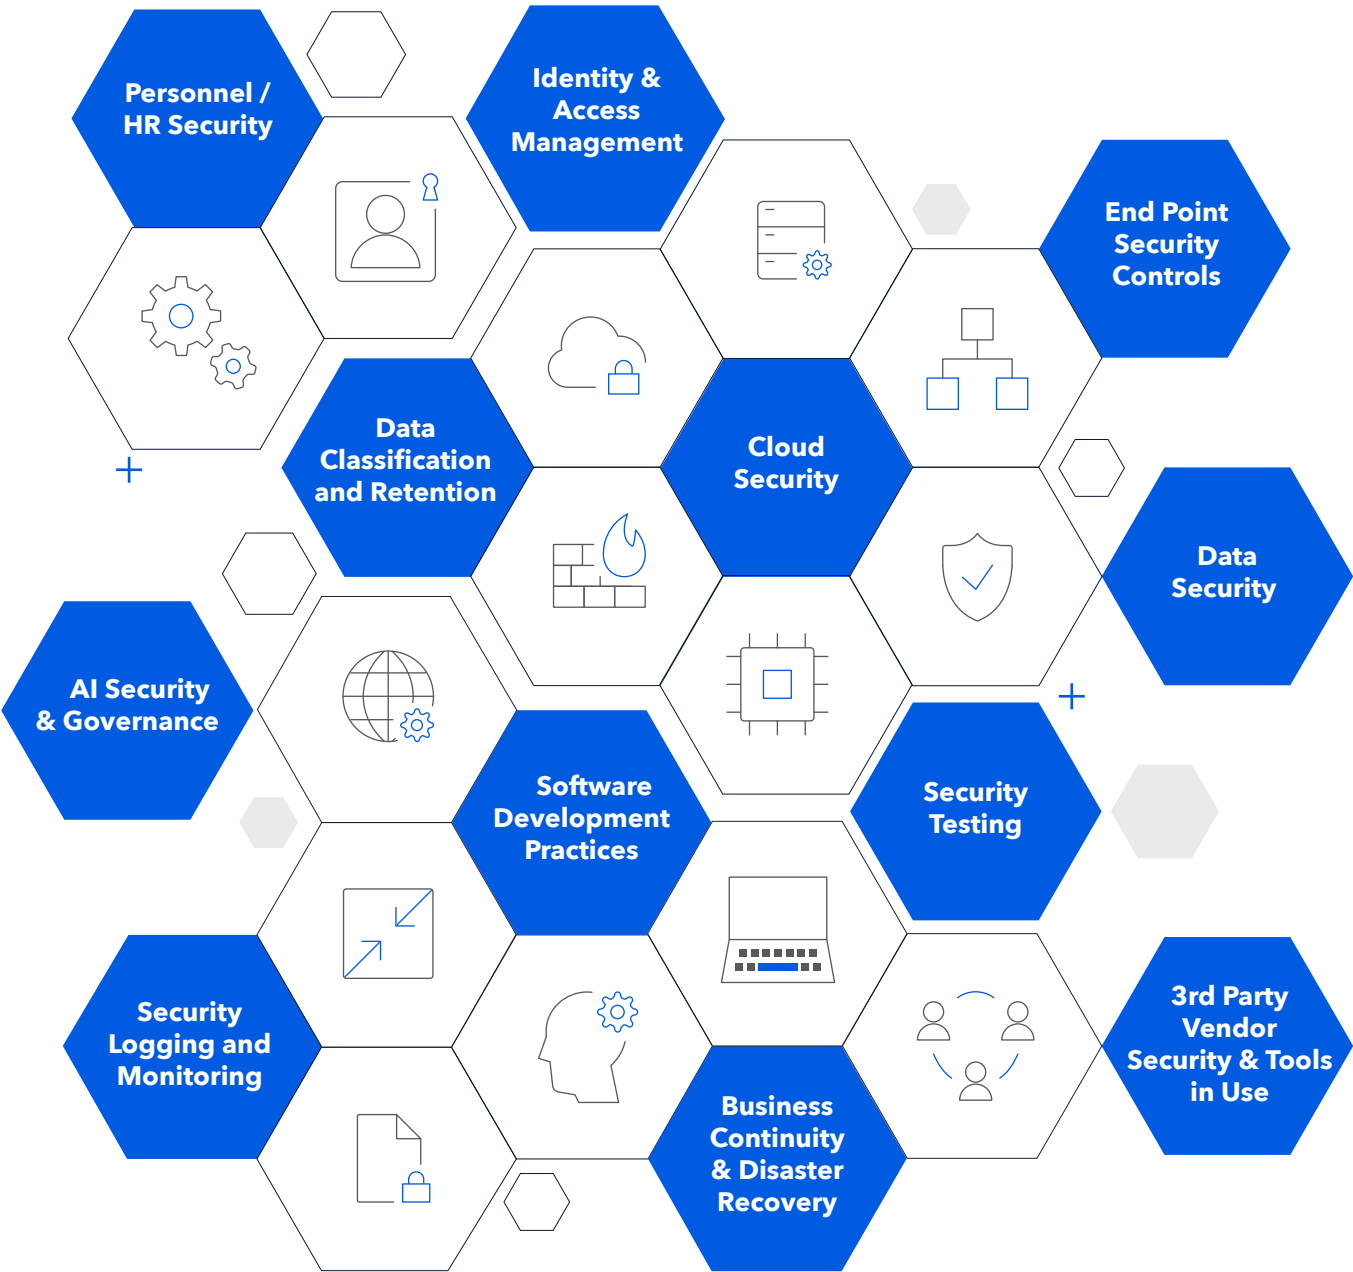 Personnel /
HR Security
Identity &
Access
Management
End Point
Security
Controls
Data
Classification
and Retention
Cloud
Security
Data
Security
AI Security
& Governance
Software
Development
Practices
Security
Testing
Security
Logging and
Monitoring
3rd Party
Vendor
Security & Tools
in Use
Business
Continuity
& Disaster
Recovery